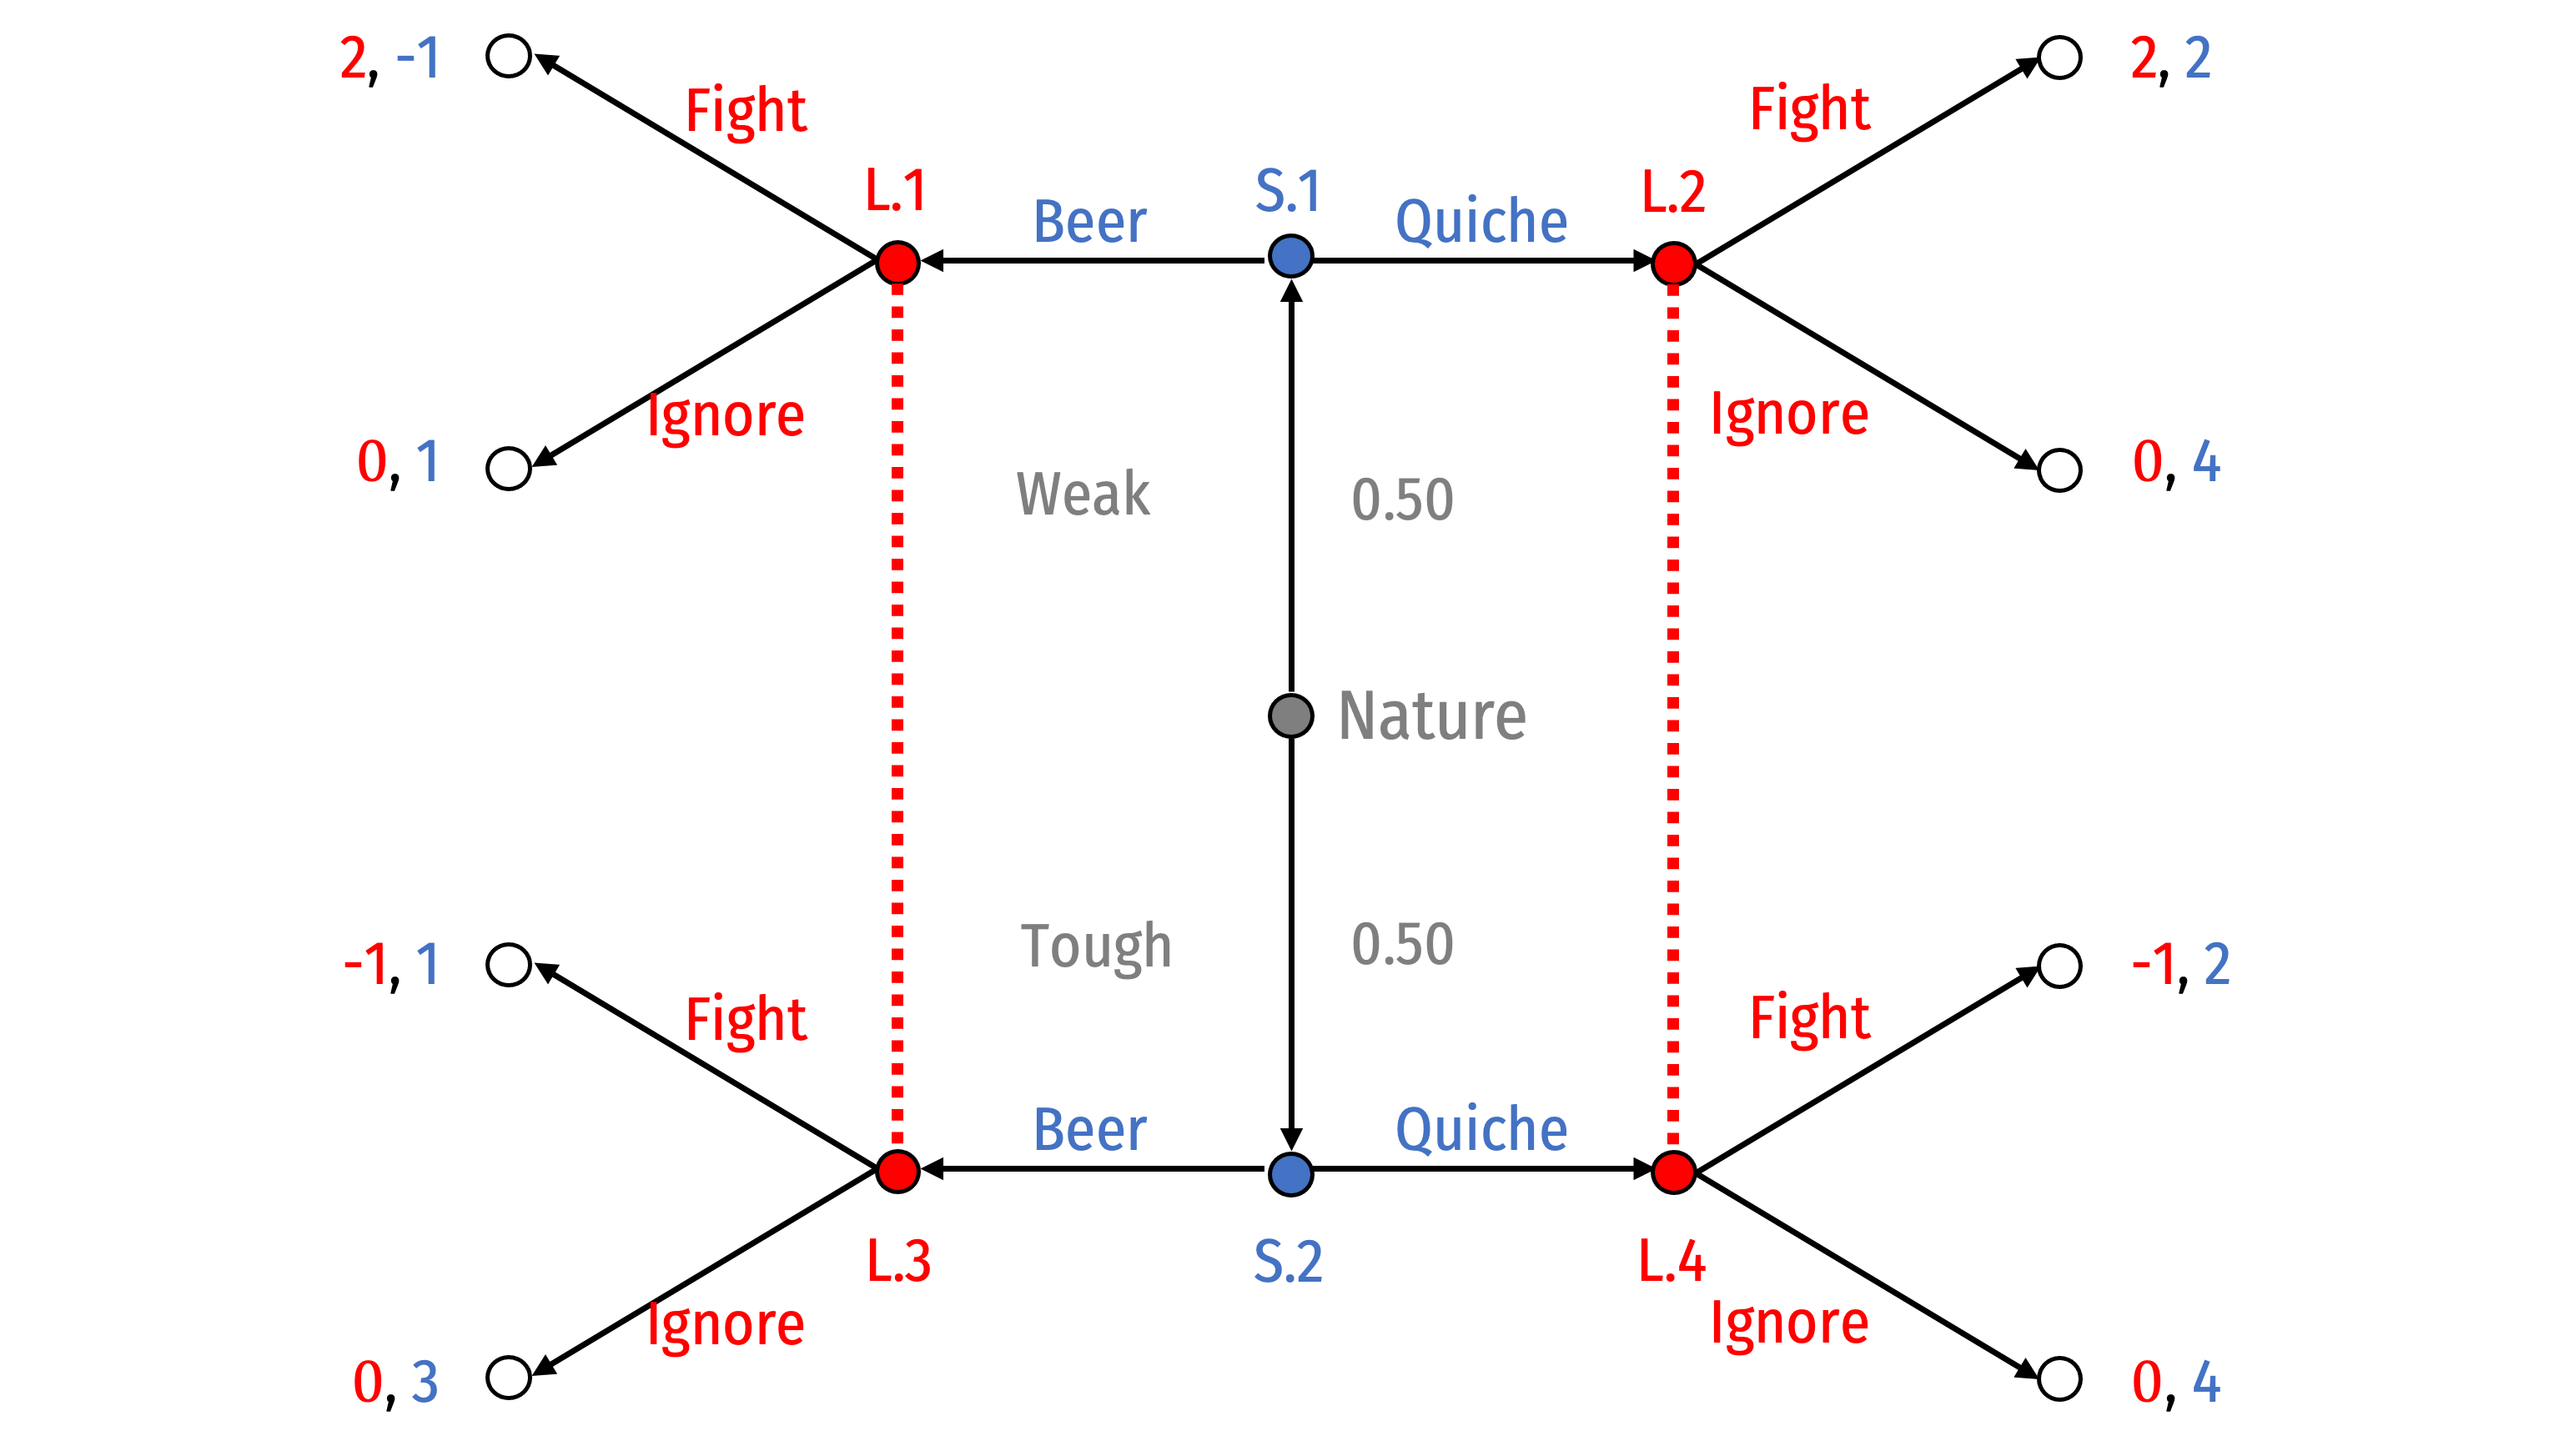 2, -1
2, 2
Fight
Fight
L.1
S.1
L.2
Beer
Quiche
Ignore
Ignore
0, 1
0, 4
Weak
0.50
Nature
Tough
0.50
-1, 1
-1, 2
Fight
Fight
Beer
Quiche
L.3
S.2
L.4
Ignore
Ignore
0, 3
0, 4